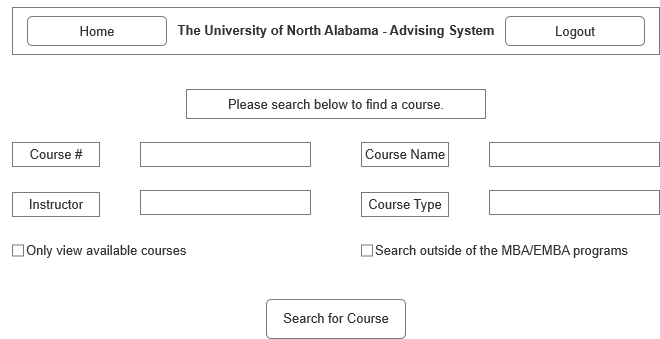 Home
The University of North Alabama - Advising System
Logout
Please search below to find a course.
Course #
Course Name
Instructor
Course Type
Only view available courses
Search outside of the MBA/EMBA programs
Search for Course